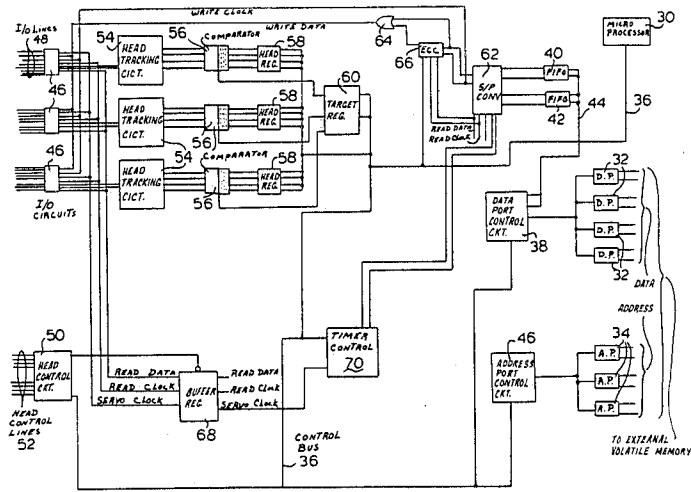 WRITE CLOCK
WRITE DATA
I/O LINES
48
46
54
HEAD
TRACKING
CICT.
56
COMPARATOR
58
HEAD
REG.
64
66
E.C.C.
62
S/P
CONV
40
FIFO
FIFO
42
44
MICRO
PROCESSOR
30
36
46
HEAD
TRACKING
CICT.
54
56
58
HEAD
REG.
60
TARGET
REG.
READ DATA
READ CLOCK
46
I/O
CIRCUITS
HEAD
TRACKING
CICT.
COMPARATOR
56
58
HEAD
REG.
DATA
PORT
CONTROL
CKT.
38
32
D.P.
D.P.
D.P.
D.P.
32
DATA
ADDRESS
50
HEAD
CONTROL
CKT.
HEAD
CONTROL
LINES
52
READ DATA
READ CLOCK
SERVO CLOCK
BUFFER
REG.
68
READ DATA
READ CLOCK
SERVO CLOCK
TIMER
CONTROL
70
CONTROL
BUS
36
46
ADDRESS
PORT
CONTROL
CKT.
34
A.P.
A.P.
A.P.
TO EXTERNAL
VOLATILE MEMORY